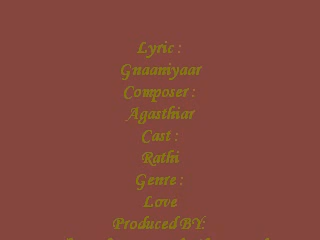 Lyric :
Gnaaniyaar
Composer :
Agasthiar
Cast :
Rathi
Genre :
Love
Produced BY: